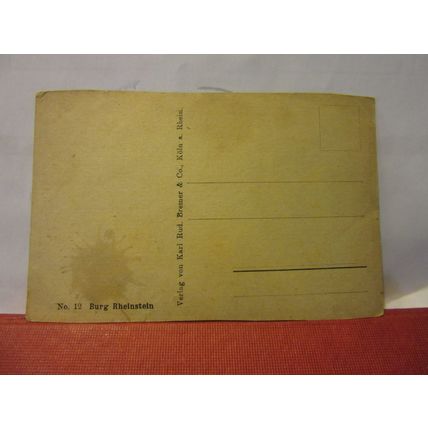 No. 12 Burg Rheinstein
Verlag von Karl Rud. Bremer & Co., Köln a. Rhein.